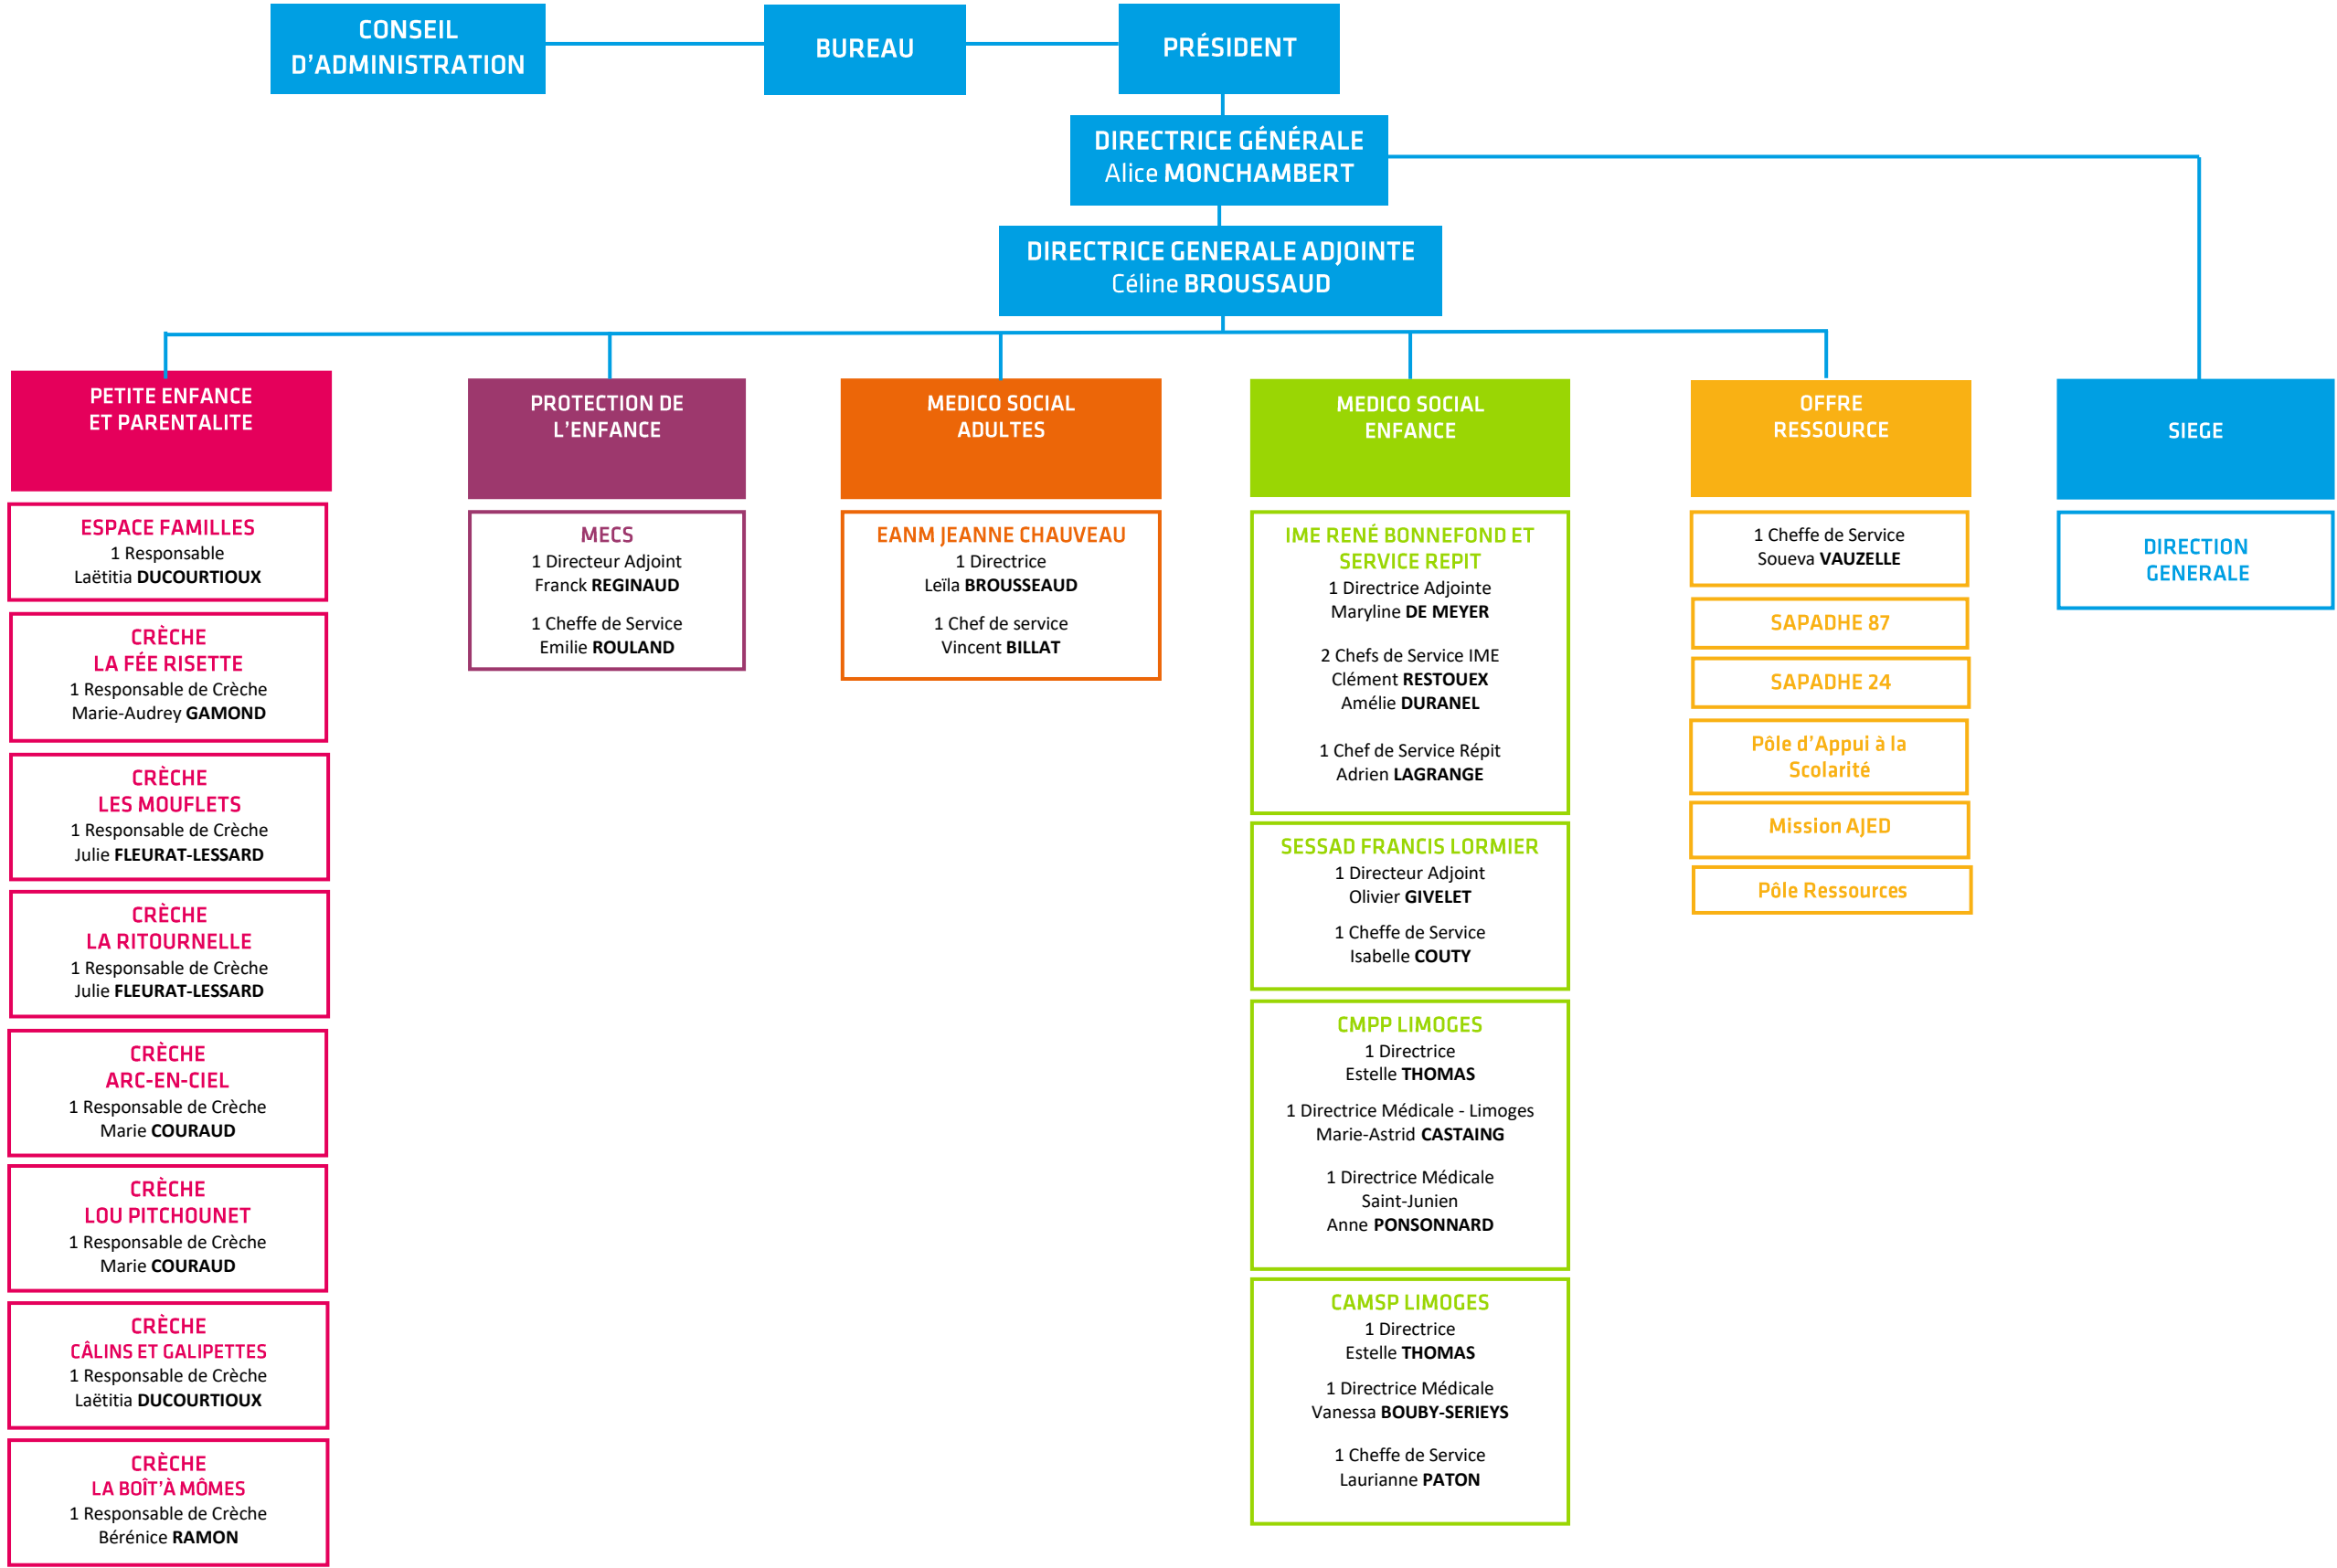 CONSEIL
D'ADMINISTRATION
BUREAU
PRÉSIDENT
DIRECTRICE GÉNÉRALE
Alice MONCHAMBERT
DIRECTRICE GENERALE ADJOINTE
Céline BROUSSAUD
PETITE ENFANCE
ET PARENTALITE
ESPACE FAMILLES
1 Responsable
Laëtitia DUCOURTIOUX
CRÈCHE
LA FÉE RISETTE
1 Responsable de Crèche
Marie-Audrey GAMOND
CRÈCHE
LES MOUFLETS
1 Responsable de Crèche
Julie FLEURAT-LESSARD
CRÈCHE
LA RITOURNELLE
1 Responsable de Crèche
Julie FLEURAT-LESSARD
CRÈCHE
ARC-EN-CIEL
1 Responsable de Crèche
Marie COURAUD
CRÈCHE
LOU PITCHOUNET
1 Responsable de Crèche
Marie COURAUD
CRÈCHE
CÂLINS ET GALIPETTES
1 Responsable de Crèche
Laëtitia DUCOURTIOUX
CRÈCHE
LA BOÎT'À MÔMES
1 Responsable de Crèche
Bérénice RAMON
PROTECTION DE
L'ENFANCE
MECS
1 Directeur Adjoint
Franck REGINAUD
1 Cheffe de Service
Emilie ROULAND
MEDICO SOCIAL
ADULTES
EANM JEANNE CHAUVEAU
1 Directrice
Leïla BROUSSEAUD
1 Chef de service
Vincent BILLAT
MEDICO SOCIAL
ENFANCE
IME RENÉ BONNEFOND ET
SERVICE REPIT
1 Directrice Adjointe
Maryline DE MEYER
2 Chefs de Service IME
Clément RESTOUEX
Amélie DURANEL
1 Chef de Service Répit
Adrien LAGRANGE
SESSAD FRANCIS LORMIER
1 Directeur Adjoint
Olivier GIVELET
1 Cheffe de Service
Isabelle COUTY
CMPP LIMOGES
1 Directrice
Estelle THOMAS
1 Directrice Médicale - Limoges
Marie-Astrid CASTAING
1 Directrice Médicale
Saint-Junien
Anne PONSONNARD
CAMSP LIMOGES
1 Directrice
Estelle THOMAS
1 Directrice Médicale
Vanessa BOUBY-SERIEYS
1 Cheffe de Service
Laurianne PATON
OFFRE
RESSOURCE
1 Cheffe de Service
Soueva VAUZELLE
SAPADHE 87
SAPADHE 24
Pôle d'Appui à la
Scolarité
Mission AJED
Pôle Ressources
SIEGE
DIRECTION
GENERALE